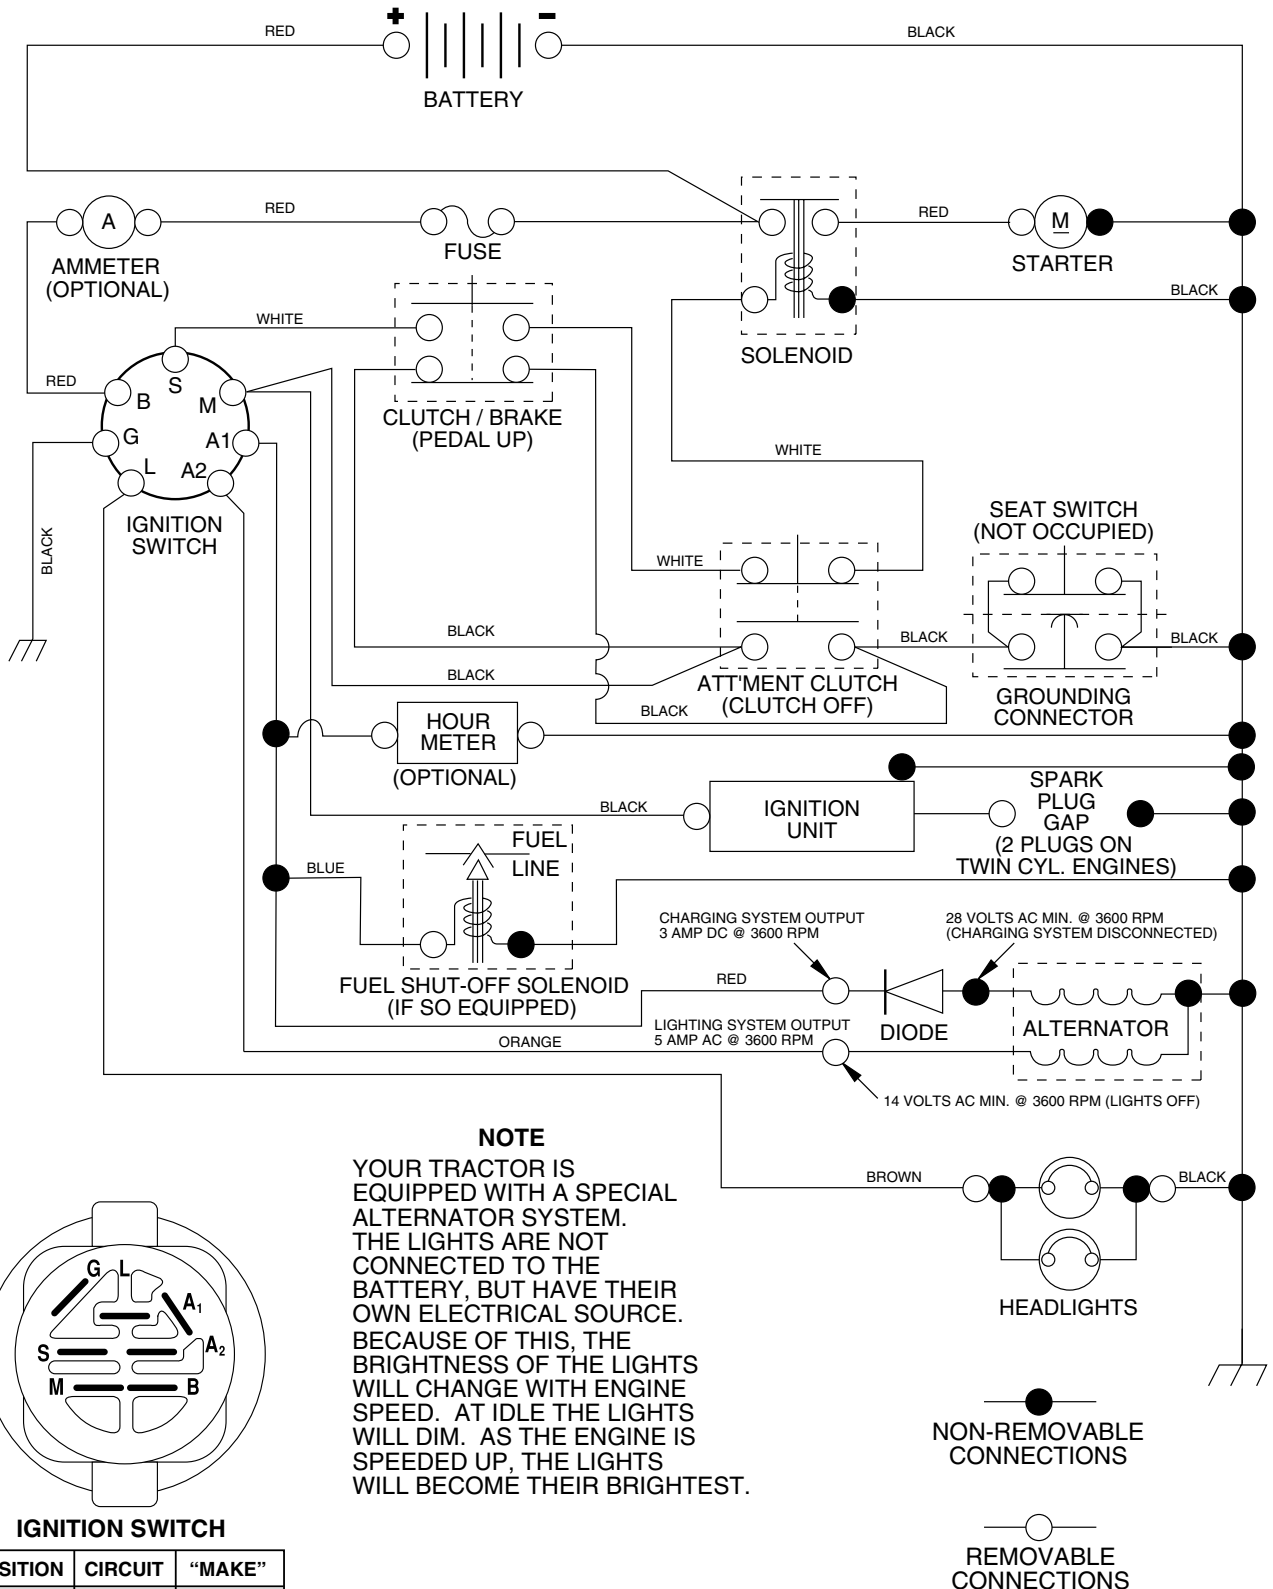 + -
RED
BLACK
BATTERY
A
RED
FUSE
RED
M
STARTER
AMMETER
(OPTIONAL)
BLACK
WHITE
SOLENOID
RED
S
B
M
G
A1
L
A2
CLUTCH / BRAKE
(PEDAL UP)
WHITE
IGNITION
SWITCH
BLACK
SEAT SWITCH
(NOT OCCUPIED)
WHITE
BLACK
BLACK
BLACK
BLACK
ATT'MENT CLUTCH
(CLUTCH OFF)
GROUNDING
CONNECTOR
BLACK
HOUR
METER
(OPTIONAL)
BLACK
IGNITION
UNIT
SPARK
PLUG
GAP
(2 PLUGS ON
TWIN CYL. ENGINES)
FUEL
LINE
BLUE
FUEL SHUT-OFF SOLENOID
(IF SO EQUIPPED)
CHARGING SYSTEM OUTPUT
3 AMP DC @ 3600 RPM
28 VOLTS AC MIN. @ 3600 RPM
(CHARGING SYSTEM DISCONNECTED)
RED
DIODE
ALTERNATOR
LIGHTING SYSTEM OUTPUT
5 AMP AC @ 3600 RPM
ORANGE
14 VOLTS AC MIN. @ 3600 RPM (LIGHTS OFF)
NOTE
YOUR TRACTOR IS
EQUIPPED WITH A SPECIAL
ALTERNATOR SYSTEM.
THE LIGHTS ARE NOT
CONNECTED TO THE
BATTERY, BUT HAVE THEIR
OWN ELECTRICAL SOURCE.
BECAUSE OF THIS, THE
BRIGHTNESS OF THE LIGHTS
WILL CHANGE WITH ENGINE
SPEED. AT IDLE THE LIGHTS
WILL DIM. AS THE ENGINE IS
SPEEDED UP, THE LIGHTS
WILL BECOME THEIR BRIGHTEST.
BROWN
BLACK
HEADLIGHTS
G L
A1
A2
S
M
B
IGNITION SWITCH
SITION CIRCUIT “MAKE”
NON-REMOVABLE
CONNECTIONS
REMOVABLE
CONNECTIONS